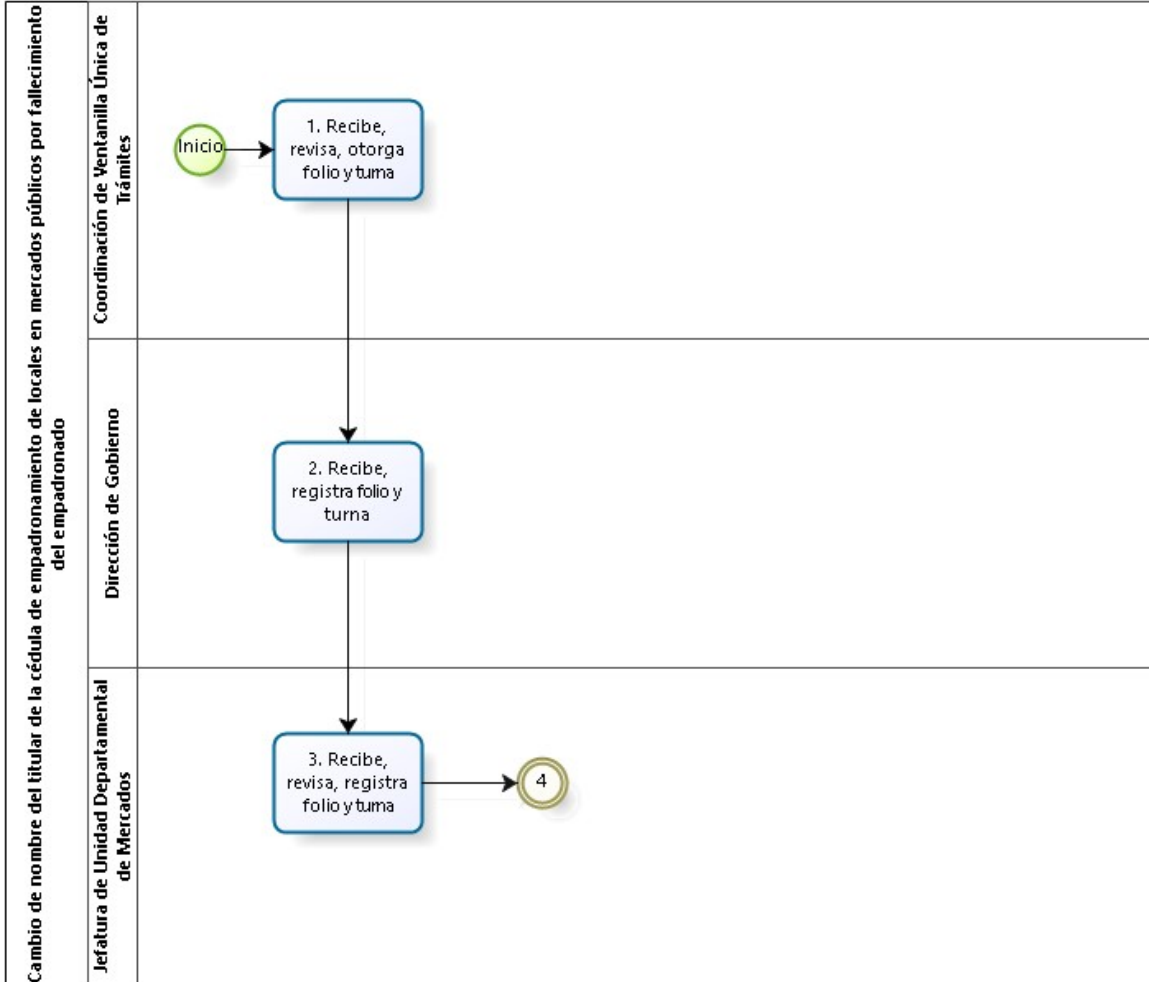 Cambio de nombre del titular de la cédula de empadronamiento de locales en mercados públicos por fallecimiento
del empadronado
Coordinación de Ventanilla Única de
Trámites
Inicio
1. Recibe,
revisa, otorga
folio y turna
Dirección de Gobierno
2. Recibe,
registra folio y
turna
Jefatura de Unidad Departamental
de Mercados
3. Recibe,
revisa, registra
folio y turna
4